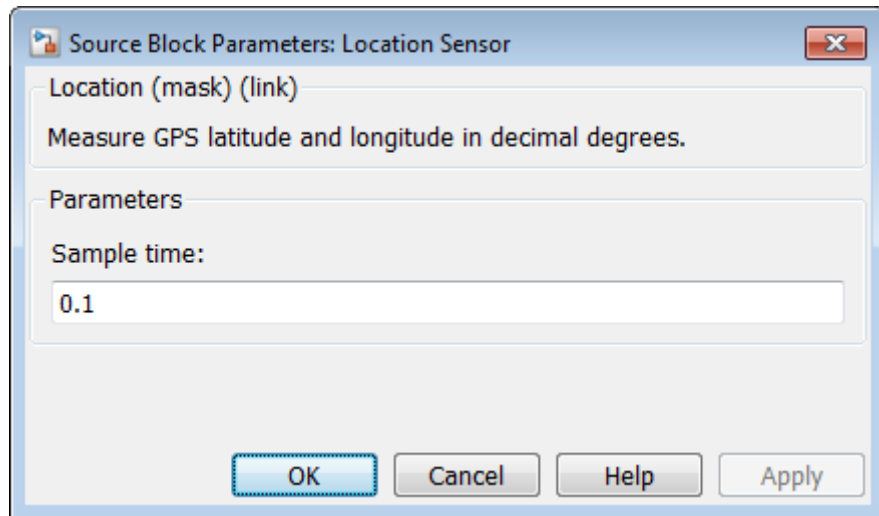 Source Block Parameters: Location Sensor
Location (mask) (link)
Measure GPS latitude and longitude in decimal degrees.
Parameters
Sample time:
0.1
OK Cancel Help Apply